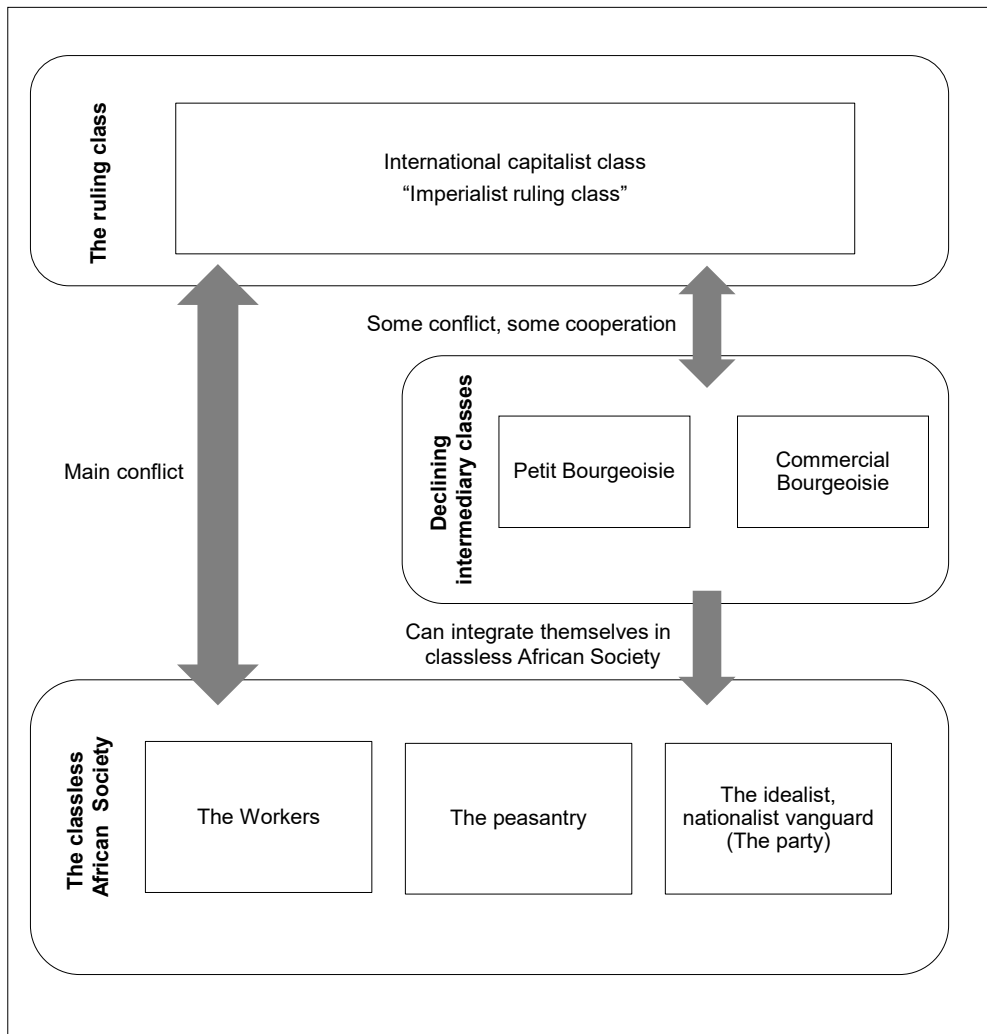 The ruling class
International capitalist class
“Imperialist ruling class”
Some conflict, some cooperation
Main conflict
Declining
intermediary classes
Petit Bourgeoisie
Commercial
Bourgeoisie
Can integrate themselves in
classless African Society
The classless
African Society
The Workers
The peasantry
The idealist,
nationalist vanguard
(The party)